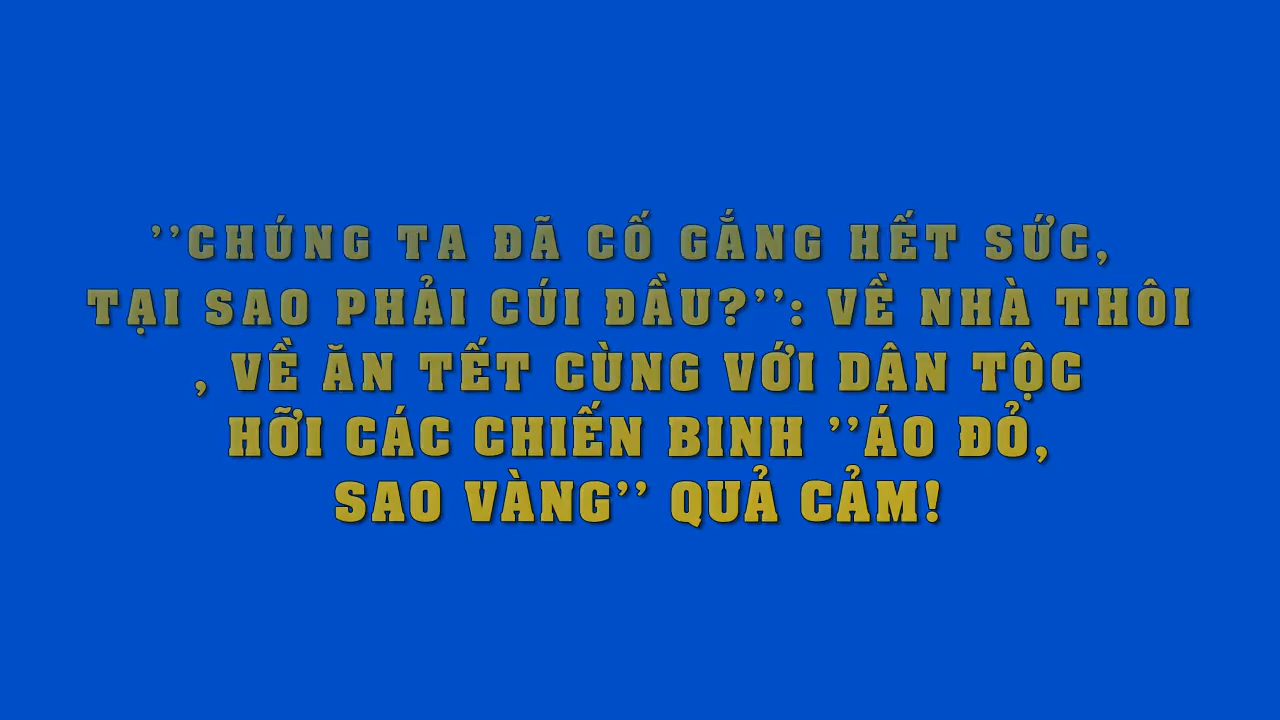 ’’CHÚNG TA ĐÃ CỐ GẮNG HẾT SỨC,
TẠI SAO PHẢI CÚI ĐẦU?’’: VỀ NHÀ THÔI
, VỀ ĂN TẾT CÙNG VỚI DÂN TỘC
HỠI CÁC CHIẾN BINH ’’ÁO ĐỎ,
SAO VÀNG’’ QUẢ CẢM!